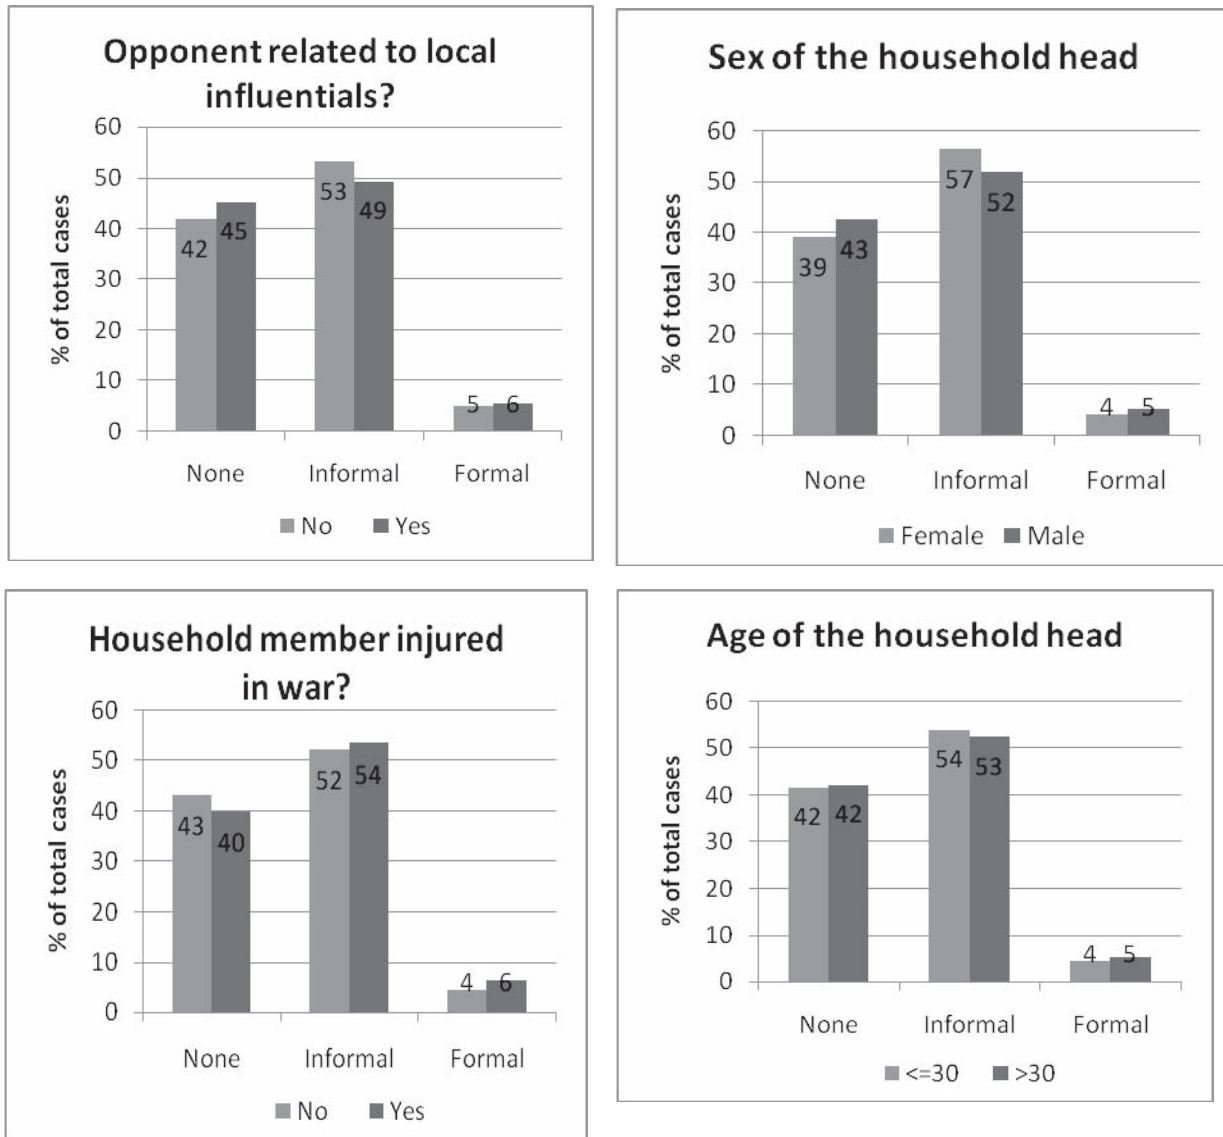 Opponent related to local
influentials?
% of total cases
60
50
40
30
20
10
0
42
45
53
49
5
6
None
Informal
Formal
No
Yes
Sex of the household head
% of total cases
60
50
40
30
20
10
0
39
43
57
52
4
5
None
Informal
Formal
Female
Male
Household member injured
in war?
% of total cases
60
50
40
30
20
10
0
43
40
52
54
4
6
None
Informal
Formal
No
Yes
Age of the household head
% of total cases
60
50
40
30
20
10
0
42
42
54
53
4
5
None
Informal
Formal
<=30
>30